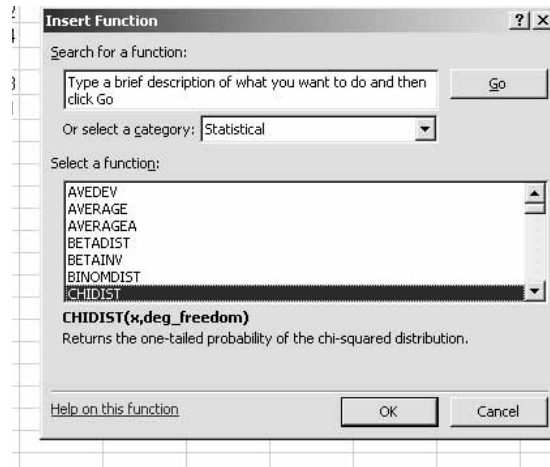 Insert Function
Search for a function:
Type a brief description of what you want to do and then
click Go
Go
Or select a category: Statistical
Select a function:
AVEDEV
AVERAGE
AVERAGEA
BETADIST
BETAINV
BINOMDIST
CHIDIST
CHIDIST(x,deg_freedom)
Returns the one-tailed probability of the chi-squared distribution.
Help on this function
OK
Cancel